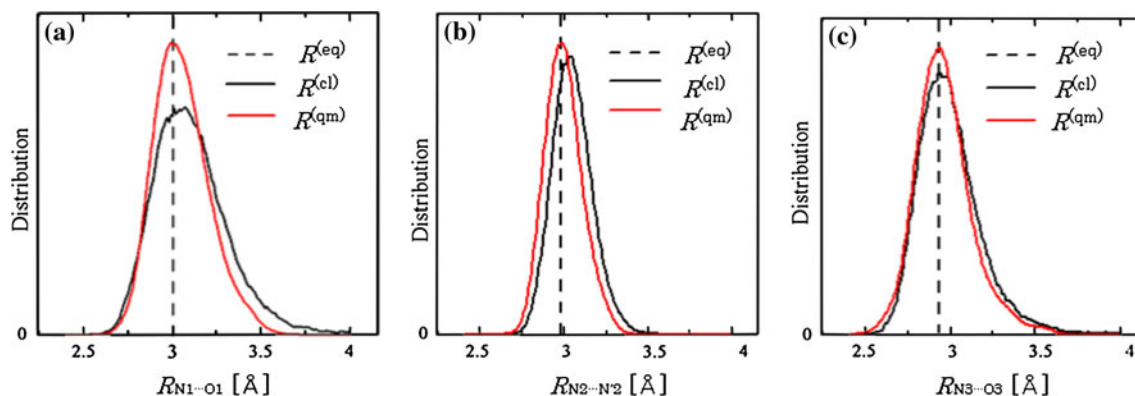 (a)
R(eq)
R(cl)
R(qm)
Distribution
0
2.5 3 3.5 4
RN1···O1 [Å]
(b)
R(eq)
R(cl)
R(qm)
Distribution
0
2.5 3 3.5 4
RN2···N'2 [Å]
(c)
R(eq)
R(cl)
R(qm)
Distribution
0
2.5 3 3.5 4
RN3···O3 [Å]